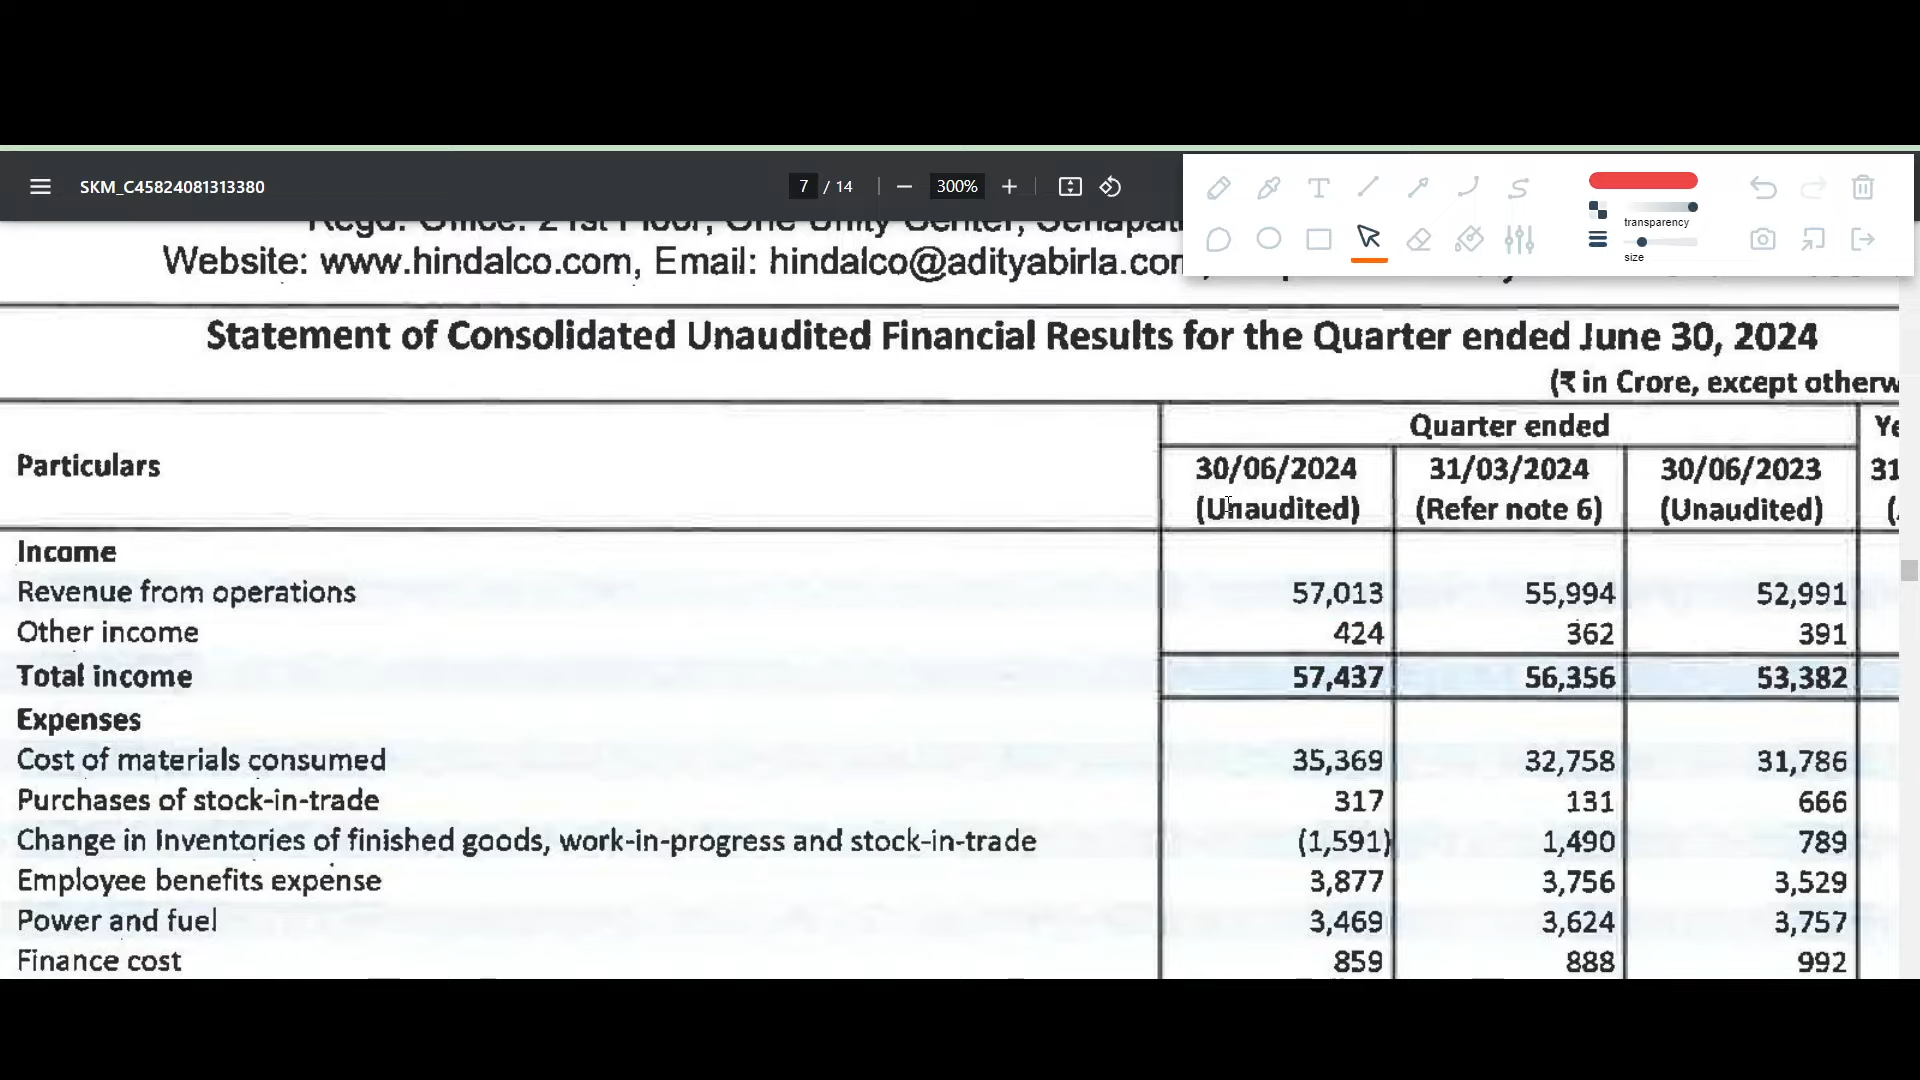 SKM_C45824081313380
7 / 14
300%
transparency
size
Website: www.hindalco.com, Email: hindalco@adityabirla.com
Statement of Consolidated Unaudited Financial Results for the Quarter ended June 30, 2024
(₹ in Crore, except otherw
Particulars
Quarter ended
30/06/2024 31/03/2024 30/06/2023
(Unaudited) (Refer note 6) (Unaudited)
Income
Revenue from operations 57,013 55,994 52,991
Other income 424 362 391
Total income 57,437 56,356 53,382
Expenses
Cost of materials consumed 35,369 32,758 31,786
Purchases of stock-in-trade 317 131 666
Change in Inventories of finished goods, work-in-progress and stock-in-trade (1,591) 1,490 789
Employee benefits expense 3,877 3,756 3,529
Power and fuel 3,469 3,624 3,757
Finance cost 859 888 992